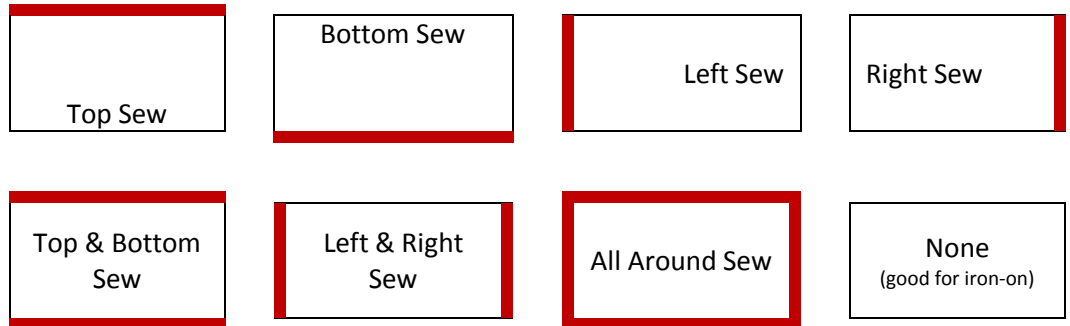 Top Sew
Bottom Sew
Left Sew
Right Sew
Top & Bottom
Sew
Left & Right
Sew
All Around Sew
None
(good for iron-on)